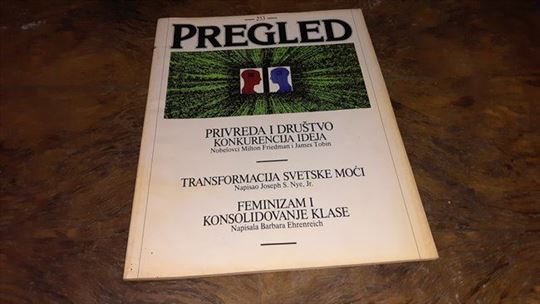 253
PREGLED
PRIVREDA I DRUŠTVO
KONKURENCIJA IDEJA
Nobelovci Milton Friedman i James Tobin
TRANSFORMACIJA SVETSKE MOĆI
Napisao Joseph S. Nye, Jr.
FEMINIZAM I
KONSOLIDOVANJE KLASE
Napisala Barbara Ehrenreich